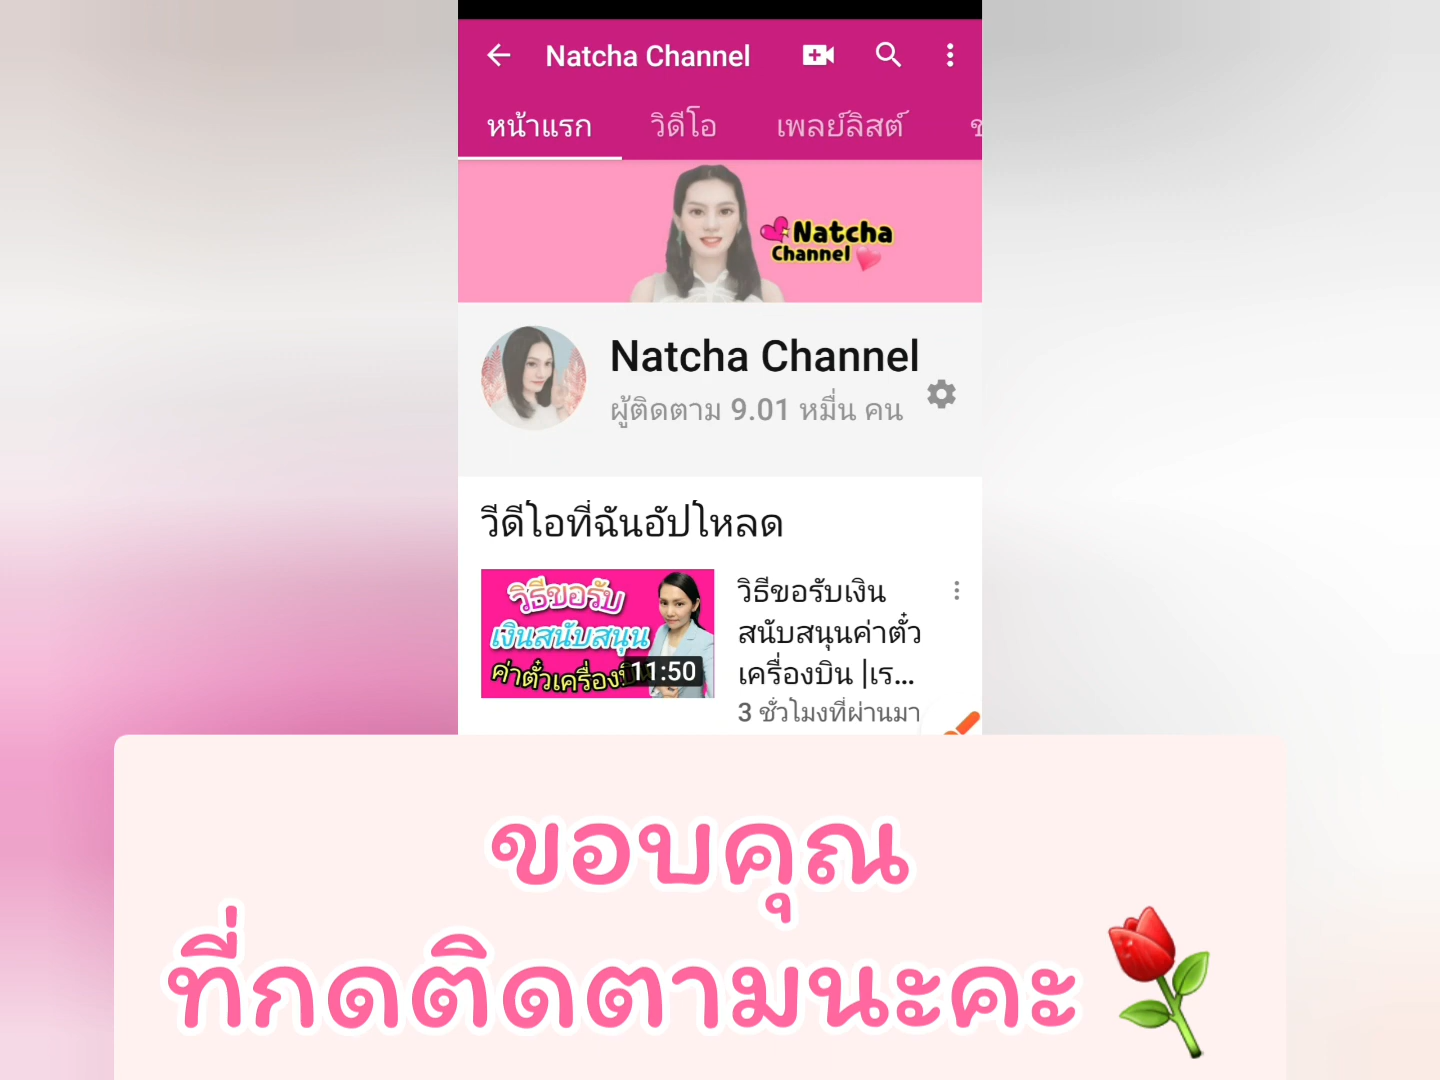 Natcha Channel
หน้าแรก วิดีโอ เพลย์ลิสต์
Natcha
Channel
Natcha Channel
ผู้ติดตาม 9.01 หมื่น คน
วีดีโอที่ฉันอัปโหลด
วิธีขอรับ
เงินสนับสนุน
ค่าตั๋วเครื่องบิน
11:50
วิธีขอรับเงิน
สนับสนุนค่าตั๋ว
เครื่องบิน |เร...
3 ชั่วโมงที่ผ่านมา
ขอบคุณ
ที่กดติดตามนะคะ